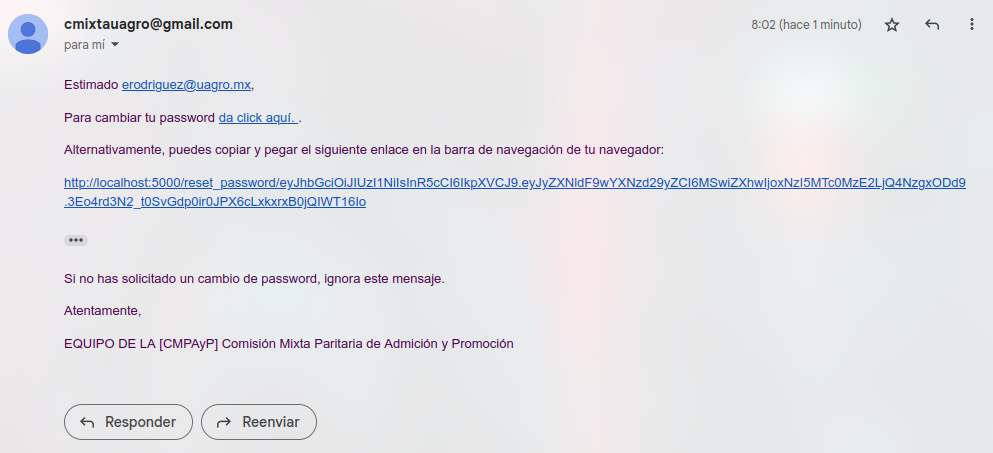 cmixtauagro@gmail.com
8:02 (hace 1 minuto)
para mí
Estimado erodriguez@uagro.mx,
Para cambiar tu password da click aquí. .
Alternativamente, puedes copiar y pegar el siguiente enlace en la barra de navegación de tu navegador:
http://localhost:5000/reset_password/eyJhbGciOiJIUzI1NiIsInR5cCI6IkpXVCJ9.eyJyZXNldF9wYXNzd29yZCI6MSwiZXhwIjoxNzI5MTc0MzE2LjQ4NzgxODd9
.3Eo4rd3N2_t0SvGdp0ir0JPX6cLxkxrxB0jQIWT16Io
Si no has solicitado un cambio de password, ignora este mensaje.
Atentamente,
EQUIPO DE LA [CMPAyP] Comisión Mixta Paritaria de Admición y Promoción
Responder
Reenviar